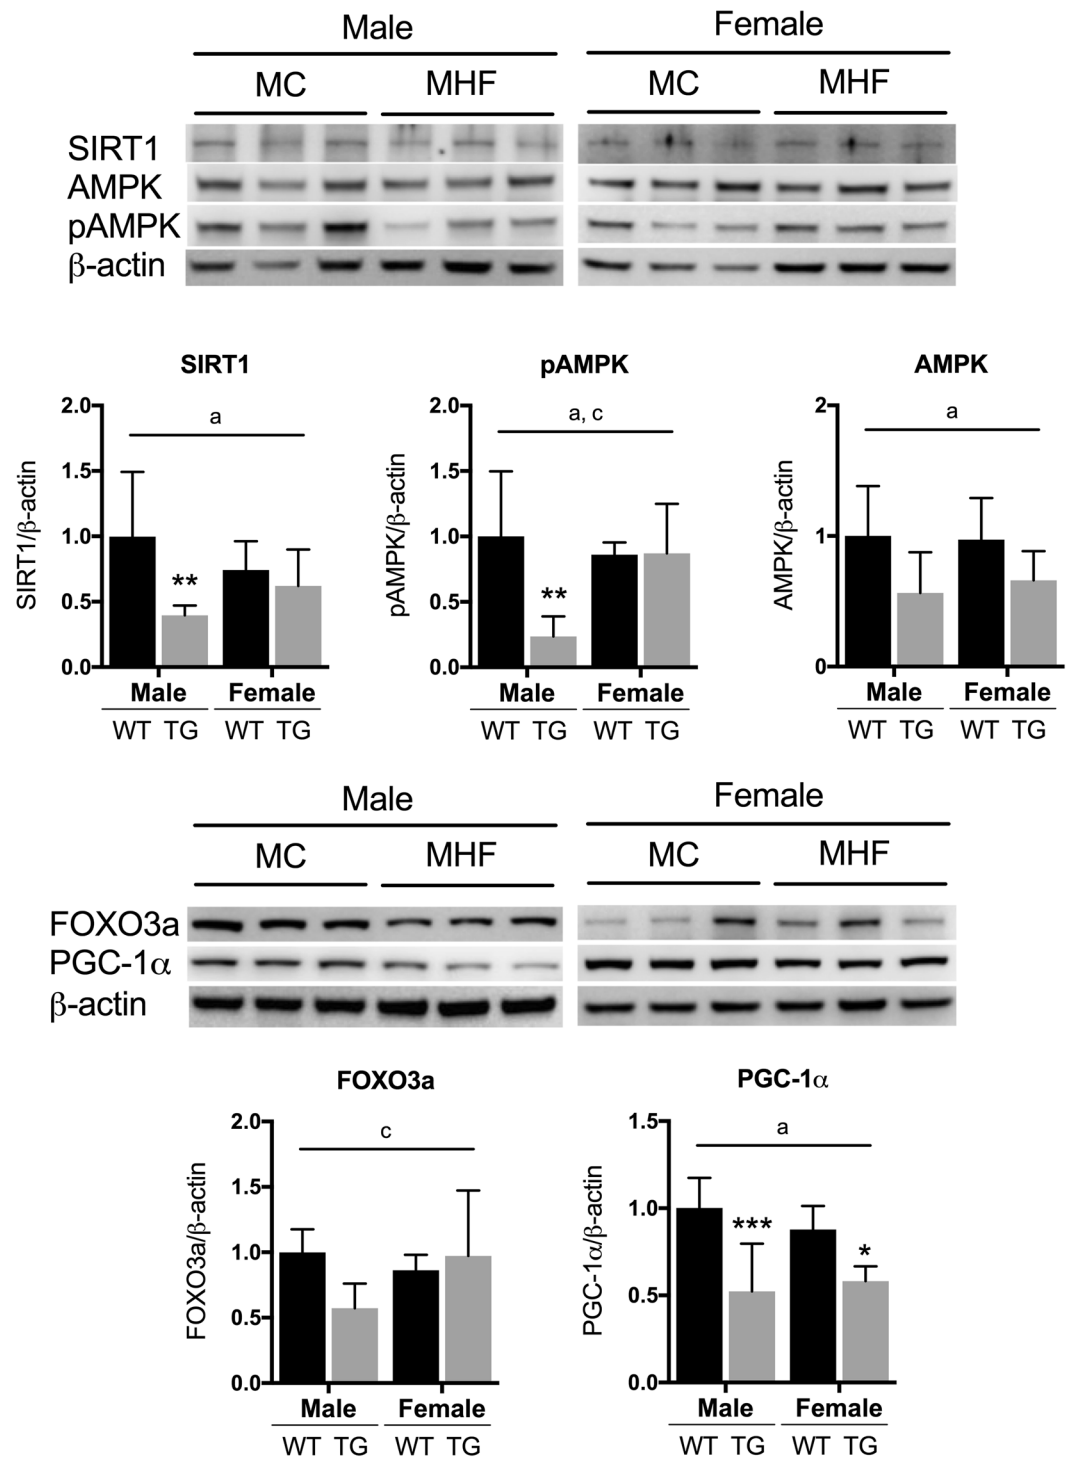 Male Female
MC MHF MC MHF
SIRT1
AMPK
pAMPK
β-actin
SIRT1 pAMPK AMPK
2.0 2.0 2
a a, c a
1.5 1.5
SIRT1/β-actin pAMPK/β-actin AMPK/β-actin
1.0 1.0 1
** **
0.5 0.5
0.0 0.0 0
Male Female Male Female Male Female
WT TG WT TG WT TG WT TG WT TG WT TG
Male Female
MC MHF MC MHF
FOXO3a
PGC-1α
β-actin
FOXO3a PGC-1α
2.0 1.5
c a
1.5
FOXO3a/β-actin PGC-1α/β-actin
1.0 1.0
*** *
0.5 0.5
0.0 0.0
Male Female Male Female
WT TG WT TG WT TG WT TG